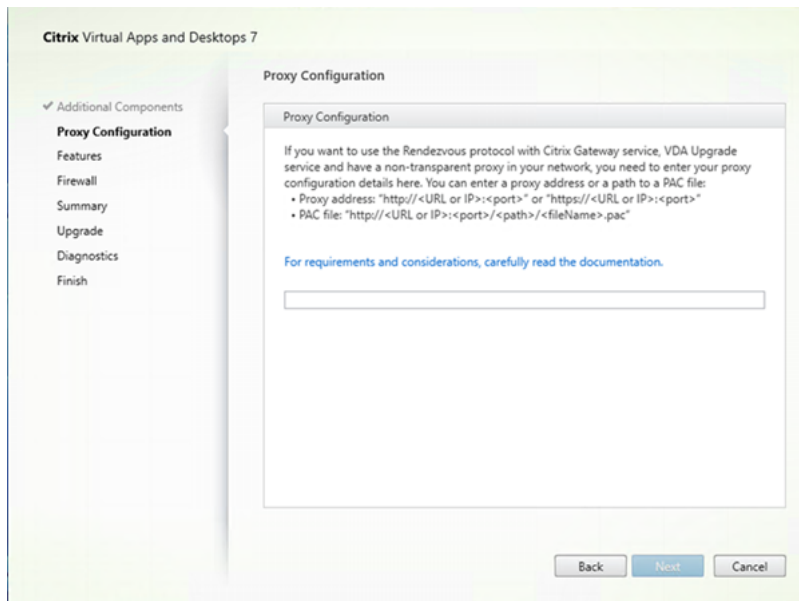 Citrix Virtual Apps and Desktops 7
Proxy Configuration
✔ Additional Components
Proxy Configuration
Features
Firewall
Summary
Upgrade
Diagnostics
Finish
Proxy Configuration
If you want to use the Rendezvous protocol with Citrix Gateway service, VDA Upgrade
service and have a non-transparent proxy in your network, you need to enter your proxy
configuration details here. You can enter a proxy address or a path to a PAC file:
• Proxy address: "http://<URL or IP>:<port>" or "https://<URL or IP>:<port>"
• PAC file: "http://<URL or IP>:<port>/<path>/<fileName>.pac"
For requirements and considerations, carefully read the documentation.
Back Next Cancel